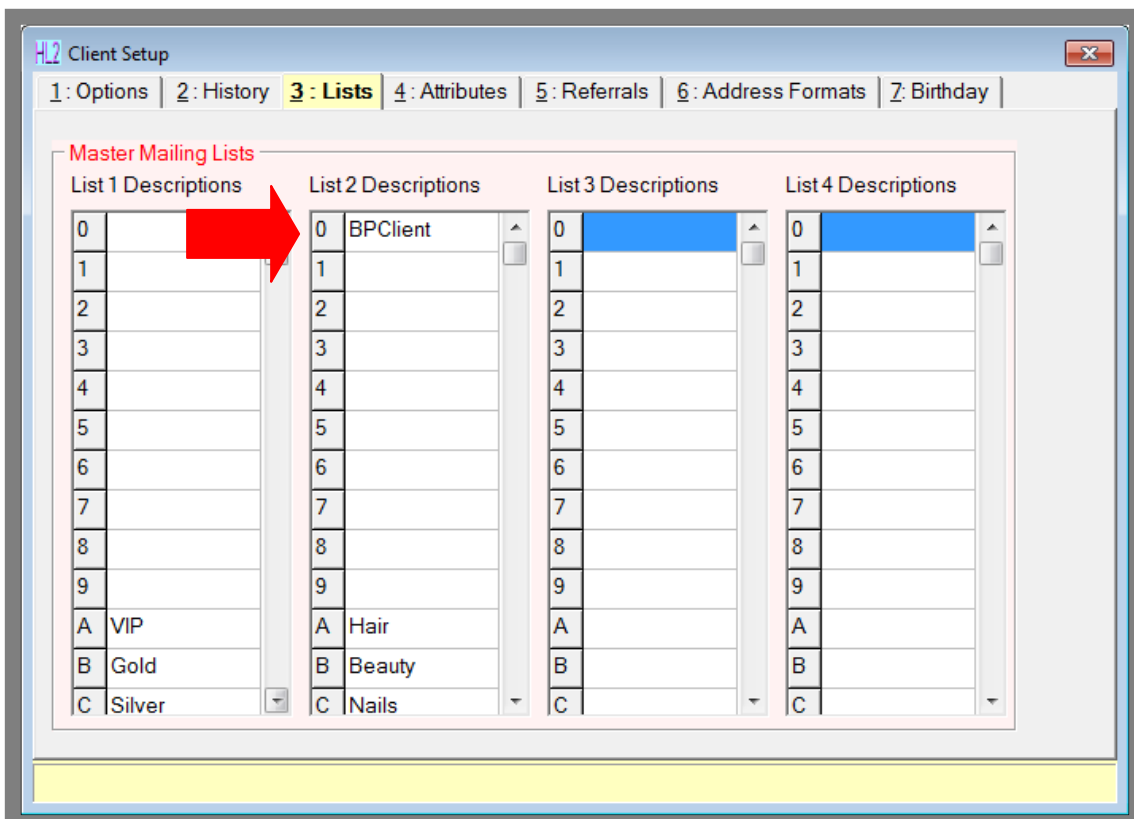 HL2 Client Setup
1 : Options 2 : History 3 : Lists 4 : Attributes 5 : Referrals 6 : Address Formats 7: Birthday
Master Mailing Lists
List 1 Descriptions List 2 Descriptions List 3 Descriptions List 4 Descriptions
0 0 BPClient 0 0
1 1 1 1
2 2 2 2
3 3 3 3
4 4 4 4
5 5 5 5
6 6 6 6
7 7 7 7
8 8 8 8
9 9 9 9
A VIP A Hair A A
B Gold B Beauty B B
C Silver C Nails C C